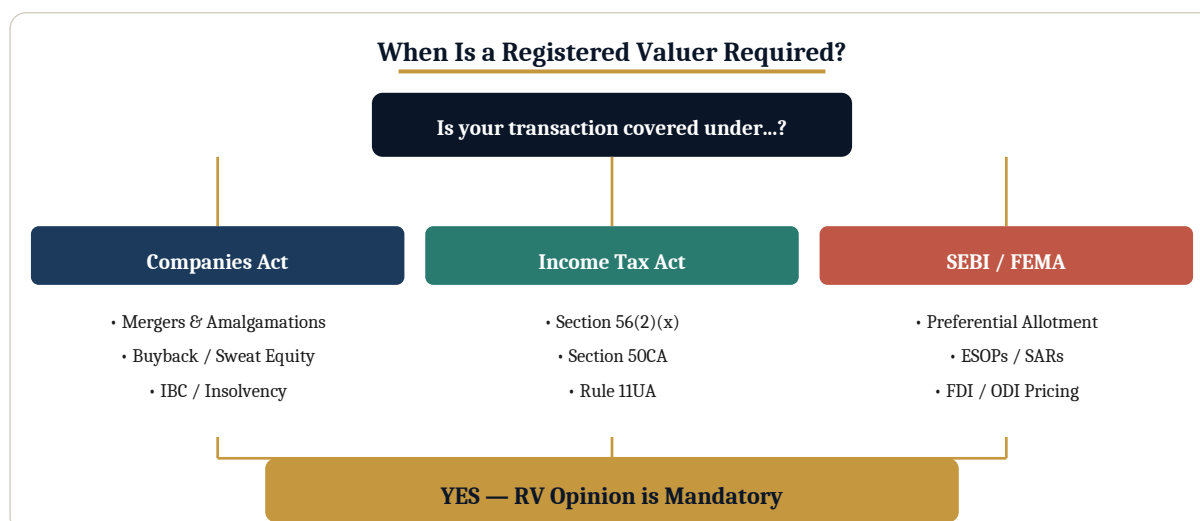 When Is a Registered Valuer Required?
Is your transaction covered under...?
Companies Act
• Mergers & Amalgamations
• Buyback / Sweat Equity
• IBC / Insolvency
Income Tax Act
• Section 56(2)(x)
• Section 50CA
• Rule 11UA
SEBI / FEMA
• Preferential Allotment
• ESOPs / SARs
• FDI / ODI Pricing
YES — RV Opinion is Mandatory